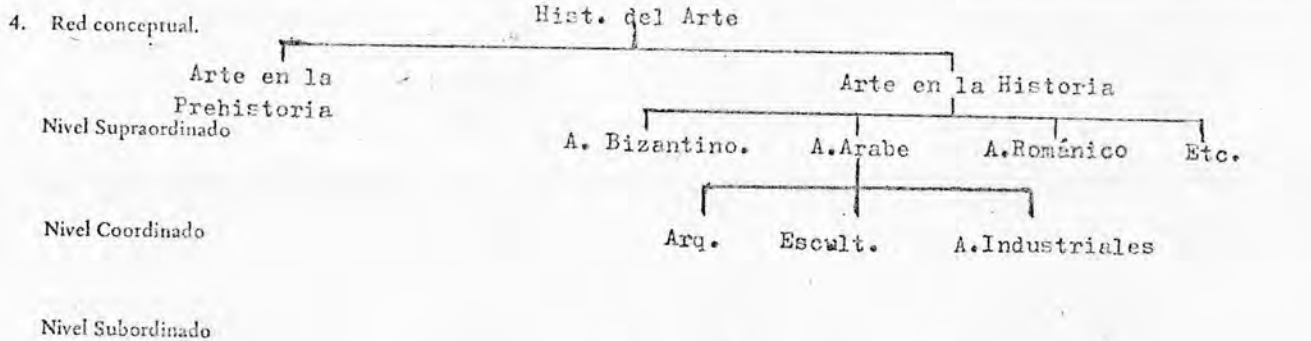 Hist. del Arte
4. Red conceptual.
Arte en la
Prehistoria
Arte en la Historia
Nivel Supraordinado
A. Bizantino. A.Arabe A.Románico Etc.
Nivel Coordinado
Arq. Escult. A.Industriales
Nivel Subordinado